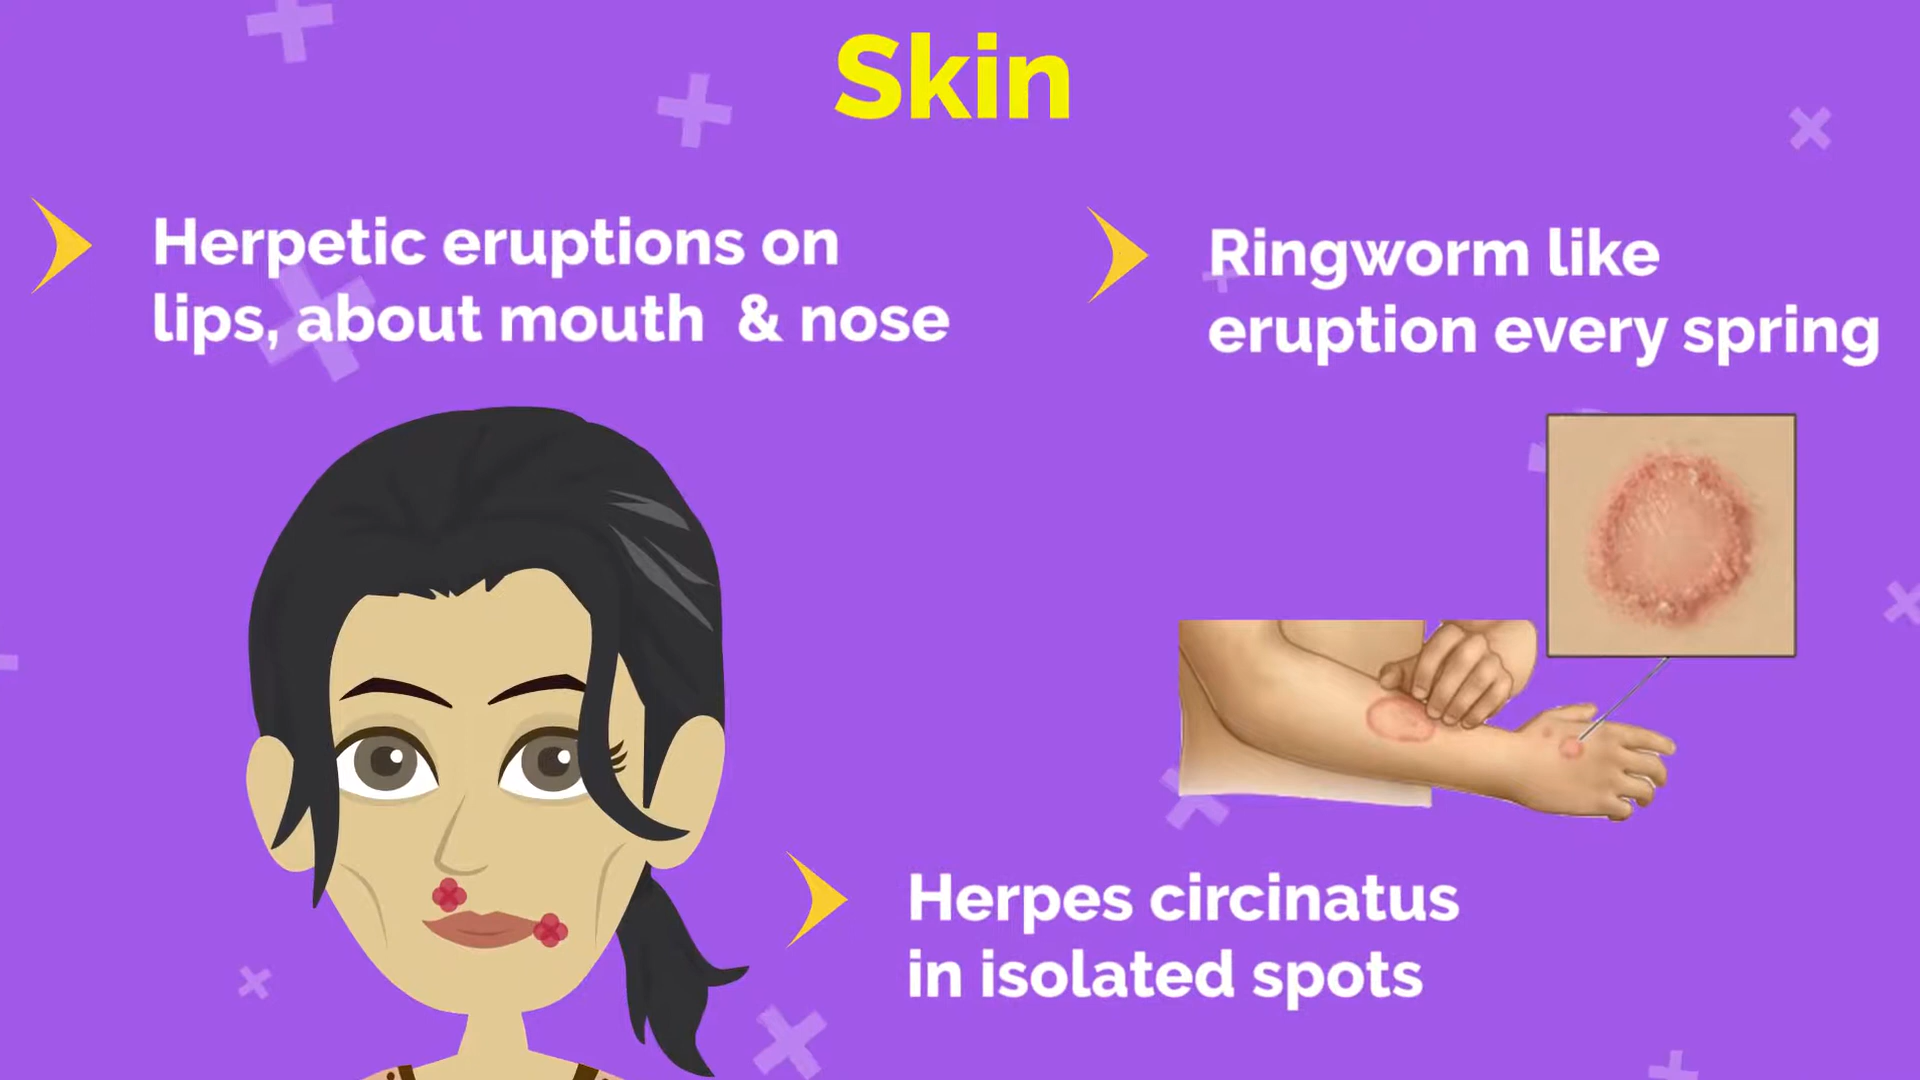 Skin
Herpetic eruptions on
lips, about mouth & nose
Ringworm like
eruption every spring
Herpes circinatus
in isolated spots